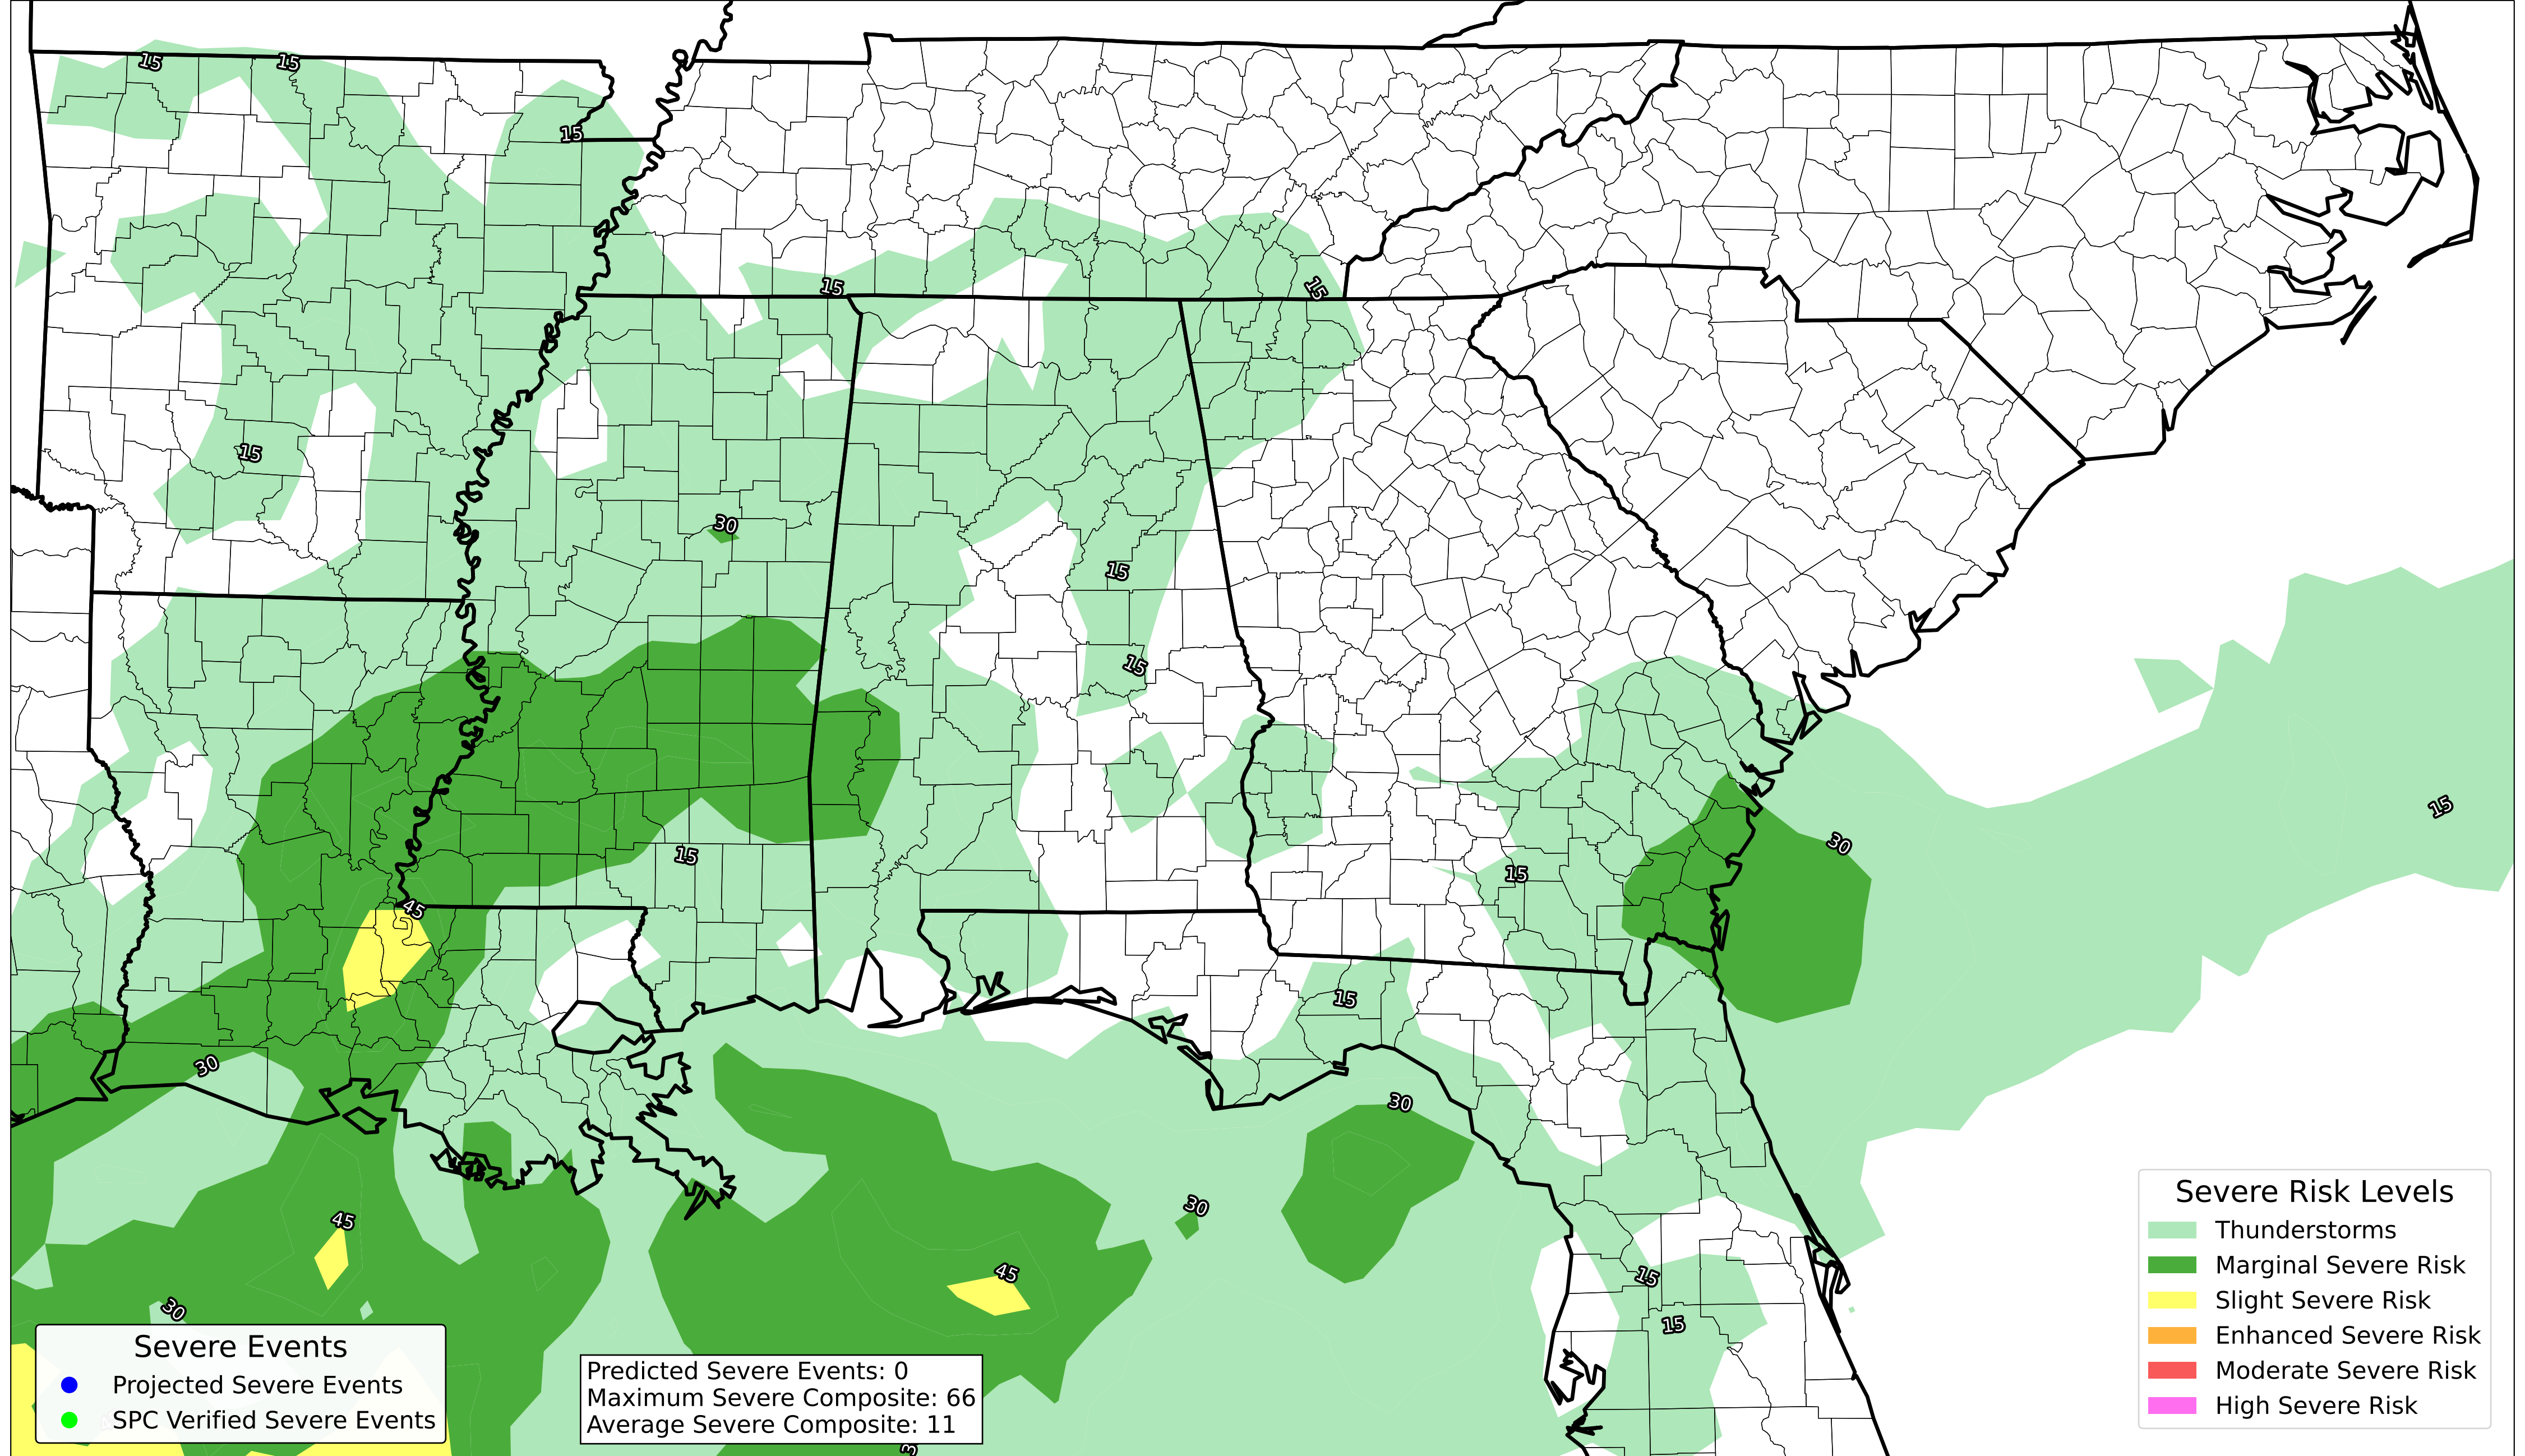 15
15
15
15
15
15
30
15
15
15
30
15
15
45
15
30
30
45
30
45
15
30
15
Severe Events
Projected Severe Events
SPC Verified Severe Events
Predicted Severe Events: 0
Maximum Severe Composite: 66
Average Severe Composite: 11
Severe Risk Levels
Thunderstorms
Marginal Severe Risk
Slight Severe Risk
Enhanced Severe Risk
Moderate Severe Risk
High Severe Risk